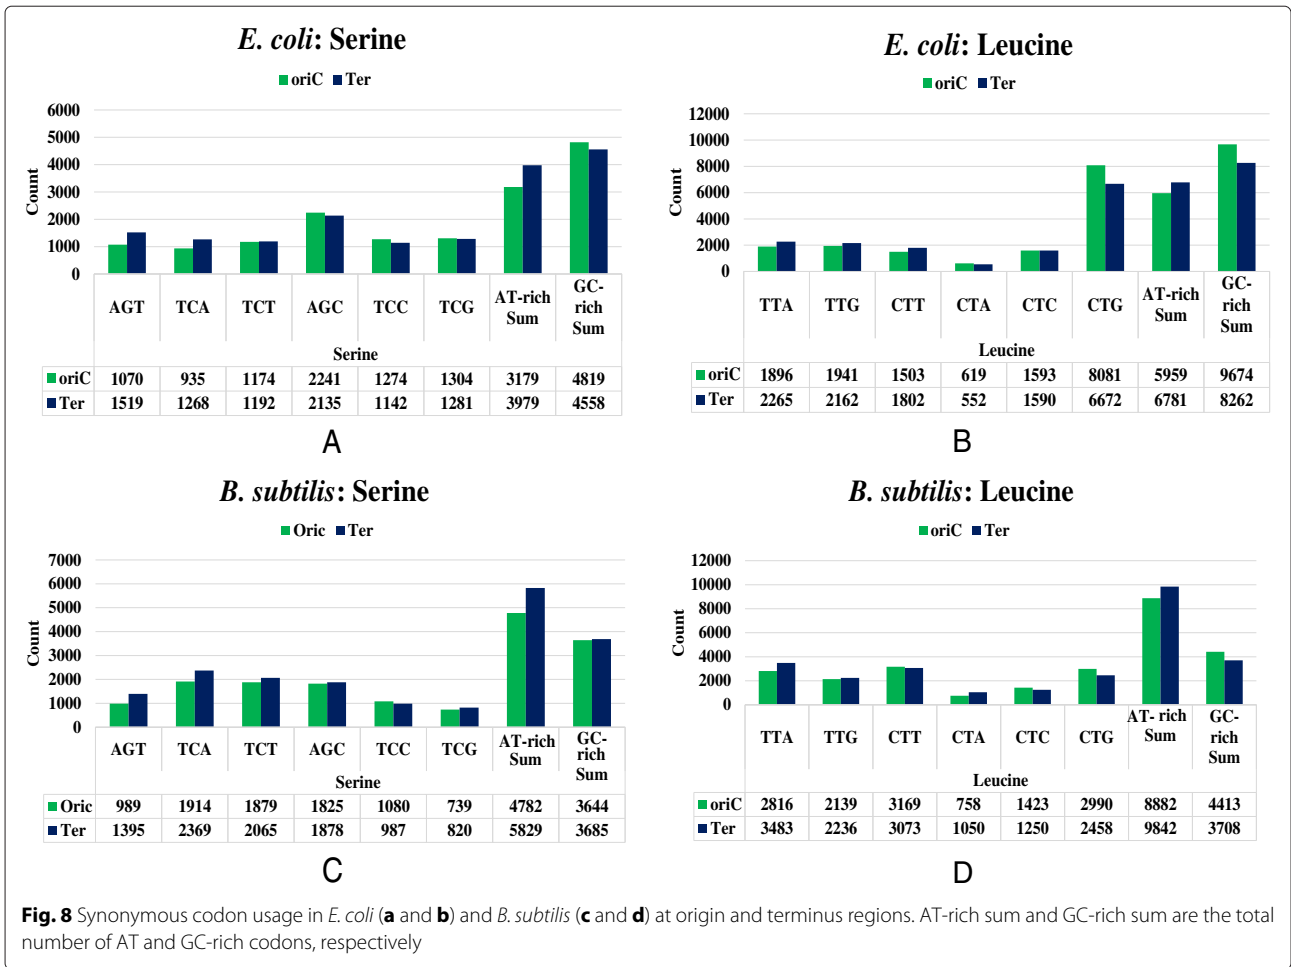 E. coli: Serine
oriC Ter
6000
5000
4000
3000
2000
1000
0
Count
AGT TCA TCT AGC TCC TCG AT-rich Sum GC-rich Sum
Serine
oriC 1070 935 1174 2241 1274 1304 3179 4819
Ter 1519 1268 1192 2135 1142 1281 3979 4558
A
E. coli: Leucine
oriC Ter
12000
10000
8000
6000
4000
2000
0
Count
TTA TTG CTT CTA CTC CTG AT-rich Sum GC-rich Sum
Leucine
oriC 1896 1941 1503 619 1593 8081 5959 9674
Ter 2265 2162 1802 552 1590 6672 6781 8262
B
B. subtilis: Serine
Oric Ter
7000
6000
5000
4000
3000
2000
1000
0
Count
AGT TCA TCT AGC TCC TCG AT-rich Sum GC-rich Sum
Serine
Oric 989 1914 1879 1825 1080 739 4782 3644
Ter 1395 2369 2065 1878 987 820 5829 3685
C
B. subtilis: Leucine
oriC Ter
12000
10000
8000
6000
4000
2000
0
Count
TTA TTG CTT CTA CTC CTG AT- rich Sum GC-rich Sum
Leucine
oriC 2816 2139 3169 758 1423 2990 8882 4413
Ter 3483 2236 3073 1050 1250 2458 9842 3708
D
Fig. 8 Synonymous codon usage in E. coli (a and b) and B. subtilis (c and d) at origin and terminus regions. AT-rich sum and GC-rich sum are the total
number of AT and GC-rich codons, respectively